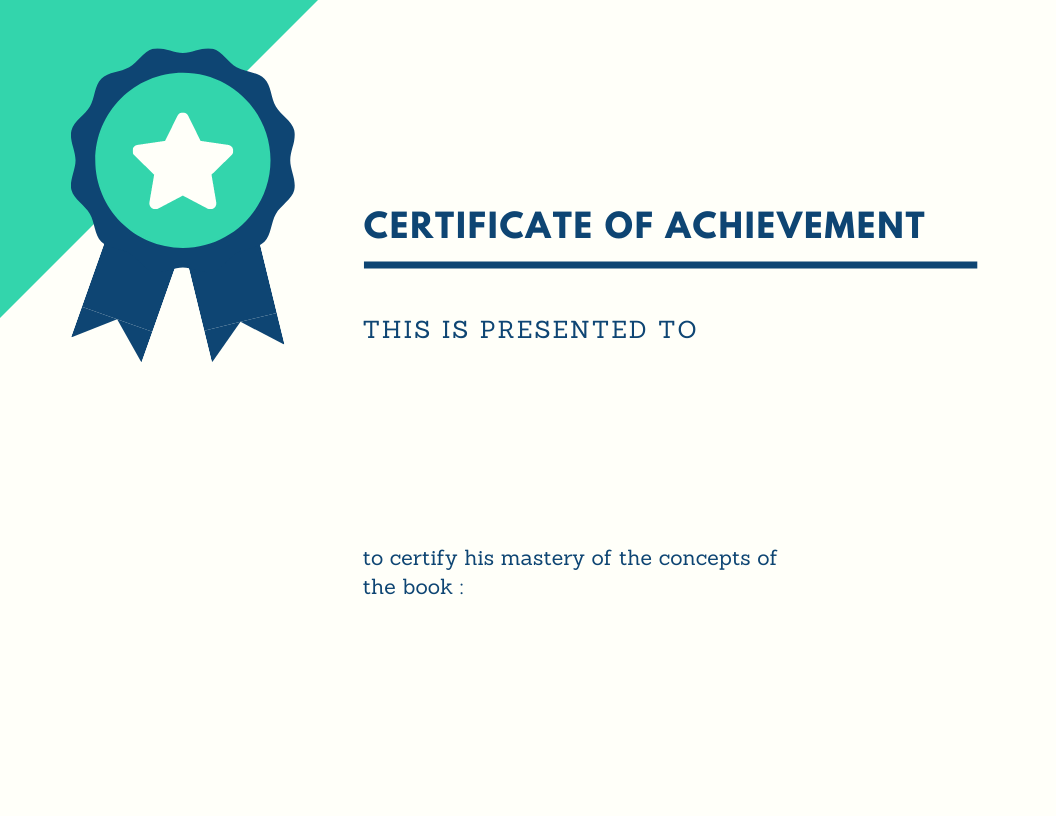 CERTIFICATE OF ACHIEVEMENT
THIS IS PRESENTED TO
to certify his mastery of the concepts of
the book :